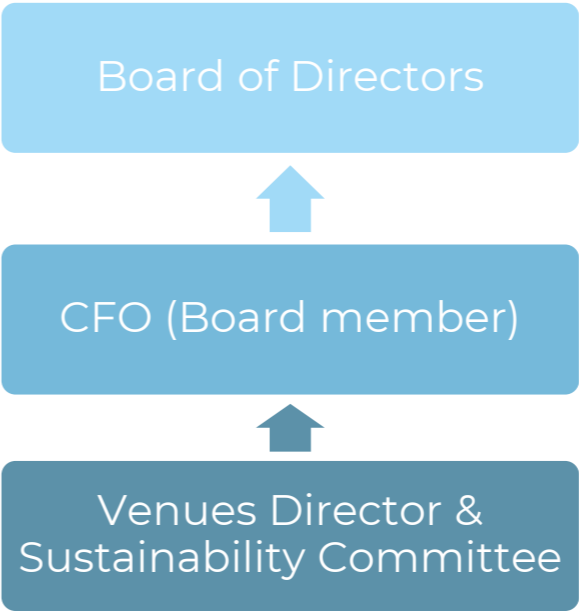 Board of Directors
CFO (Board member)
Venues Director &
Sustainability Committee